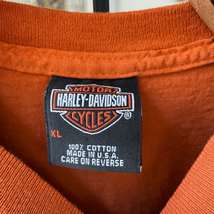 MOTOR
HARLEY-DAVIDSON
CYCLES
®
XL
100% COTTON
MADE IN U.S.A.
CARE ON REVERSE